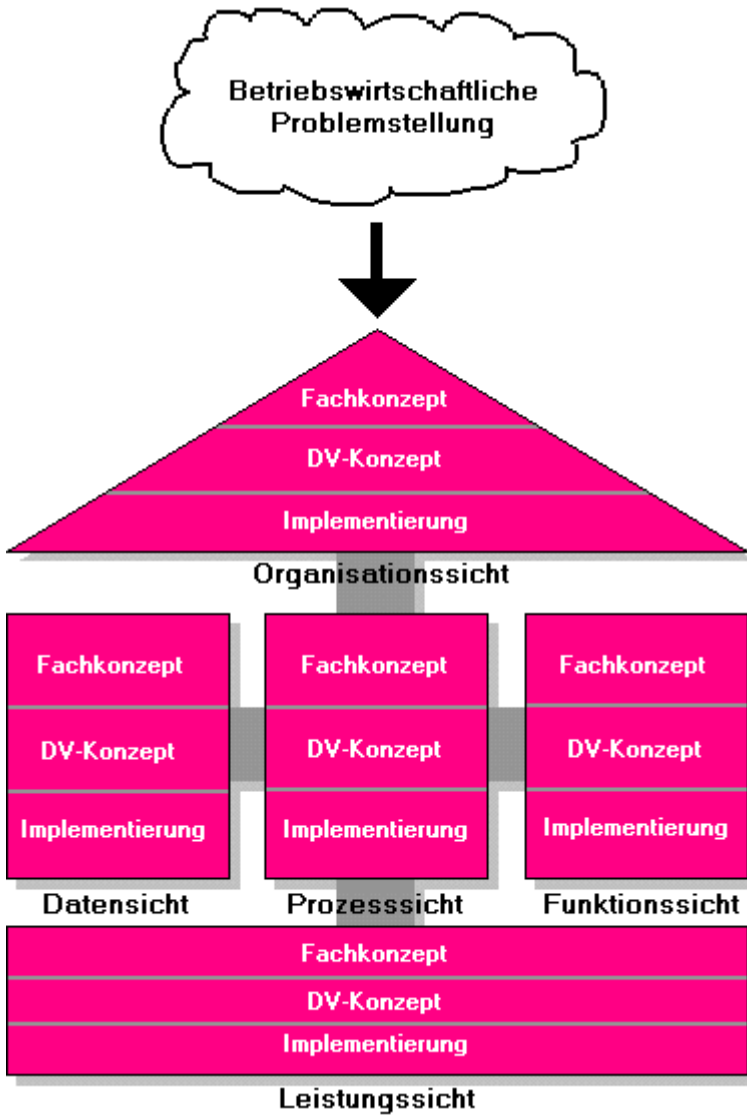 Betriebswirtschaftliche
Problemstellung
Fachkonzept
DV-Konzept
Implementierung
Organisationssicht
Fachkonzept
DV-Konzept
Implementierung
Datensicht
Fachkonzept
DV-Konzept
Implementierung
Prozesssicht
Fachkonzept
DV-Konzept
Implementierung
Funktionssicht
Fachkonzept
DV-Konzept
Implementierung
Leistungssicht